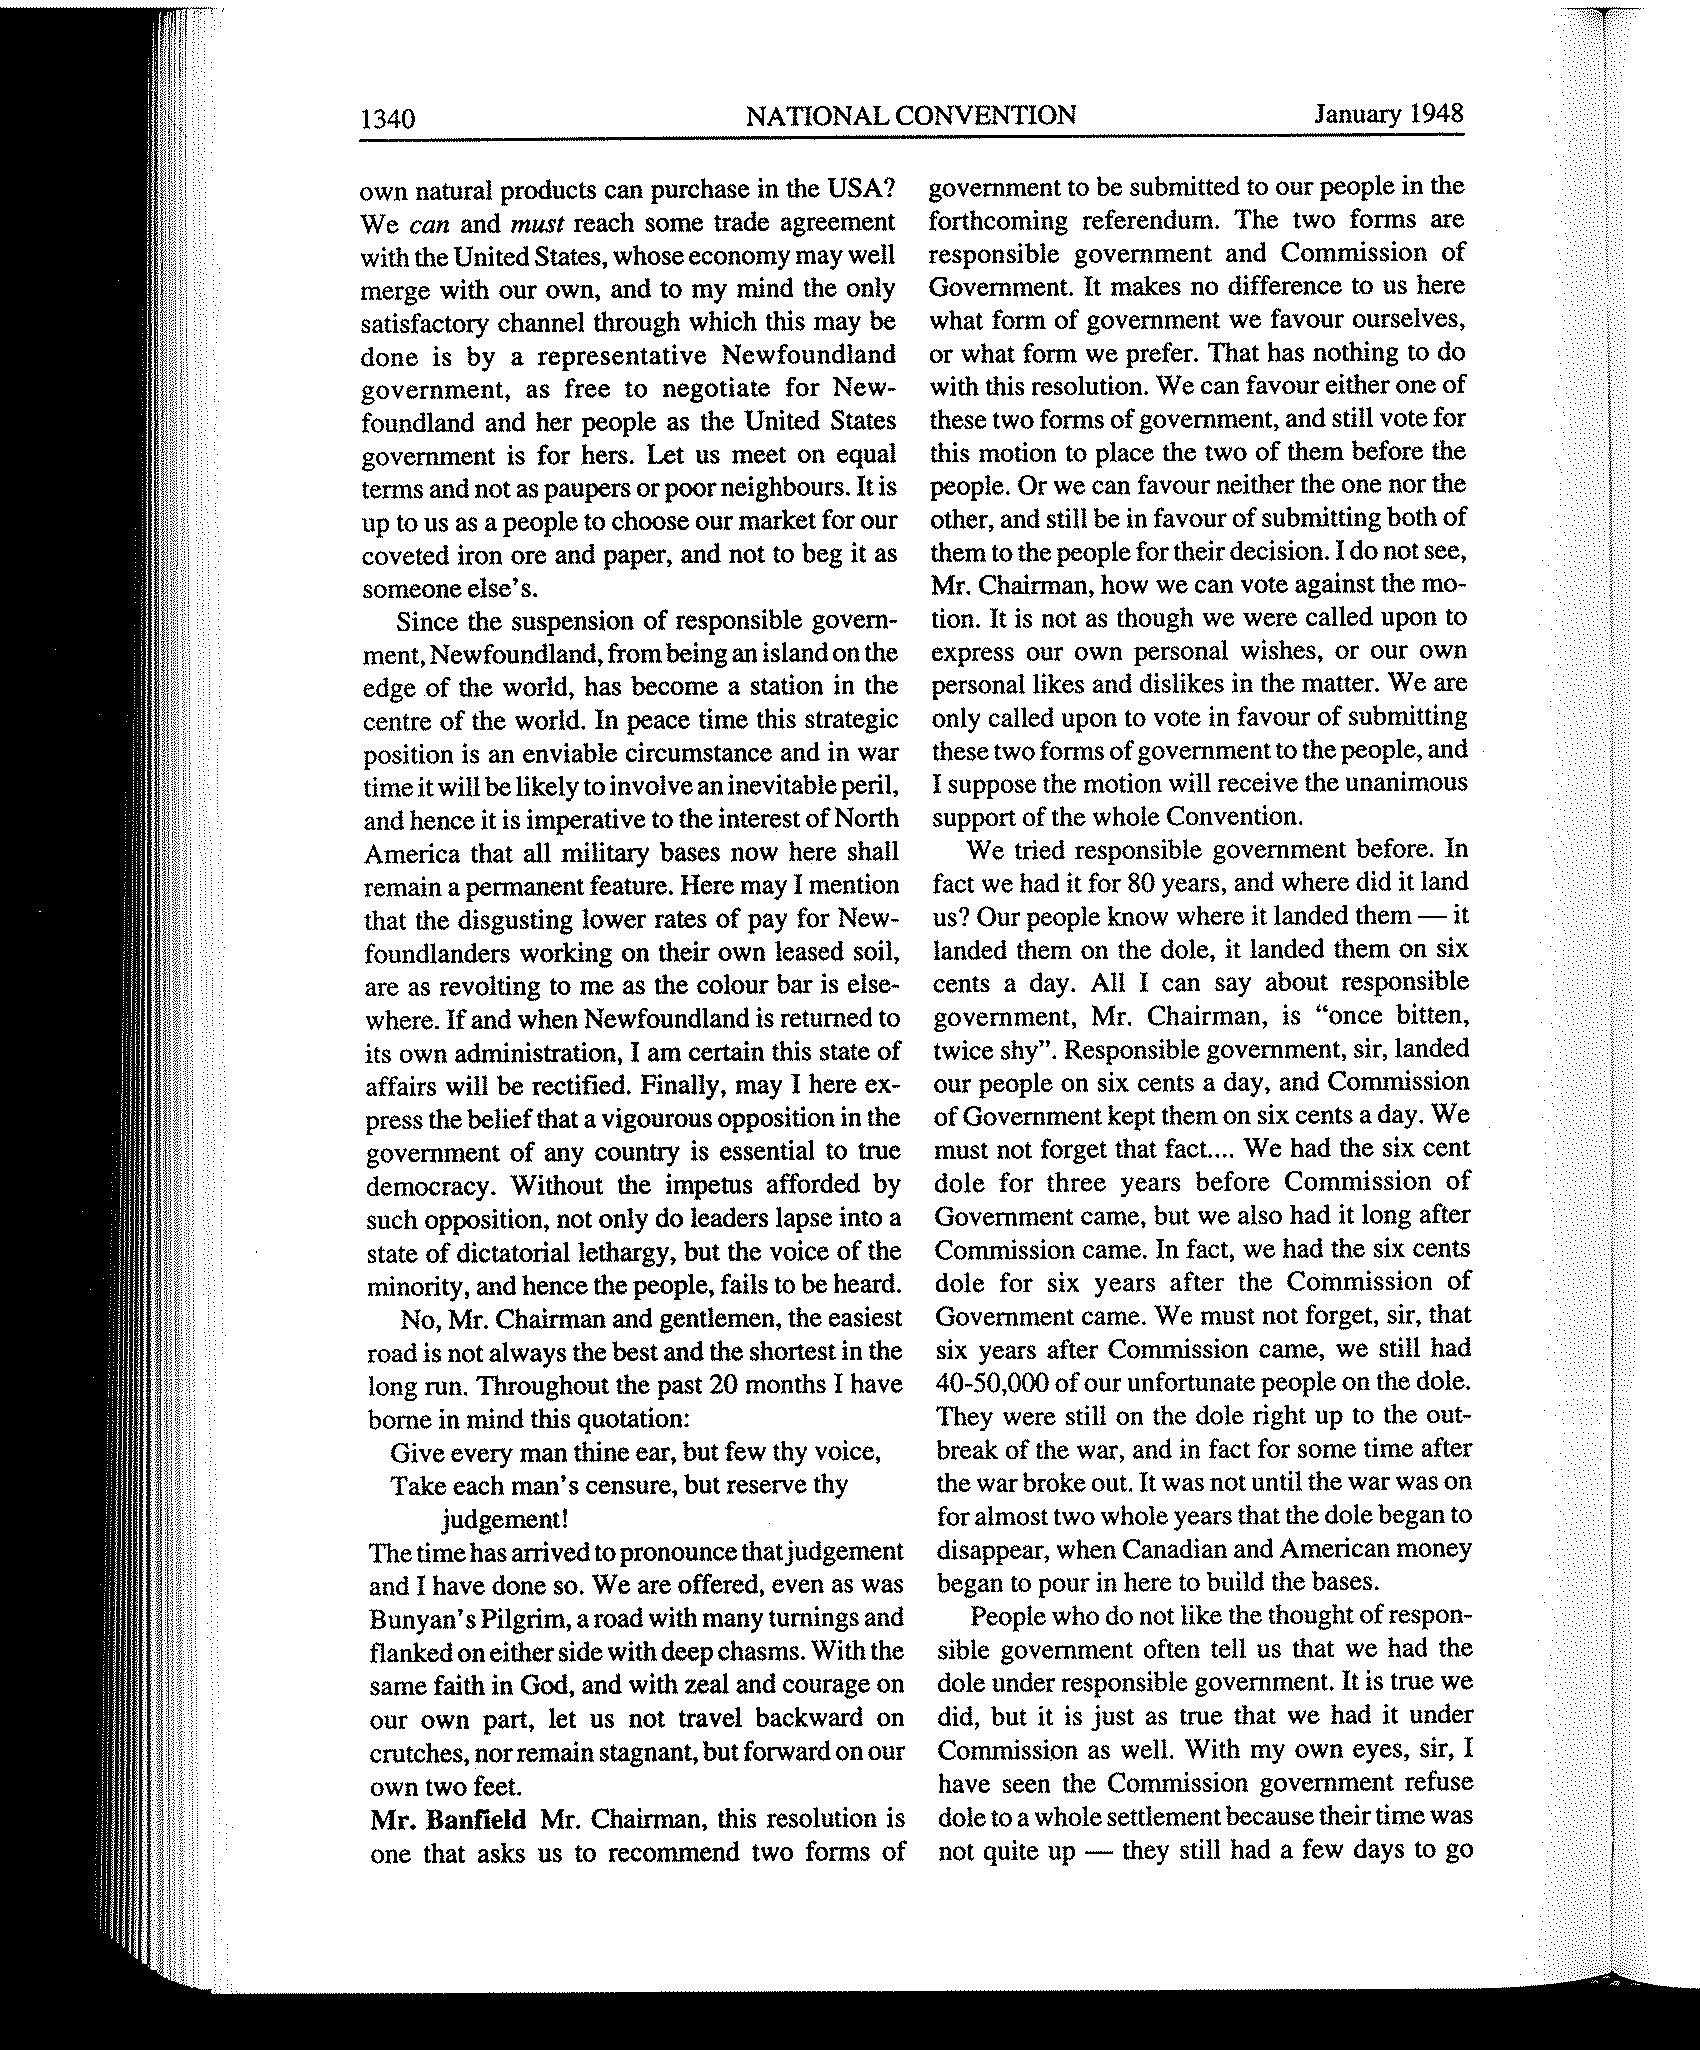 1340
NATIONAL CONVENTION
January 1948
own natural products can purchase in the USA?
We can and must reach some trade agreement
with the United States, whose economy may well
merge with our own, and to my mind the only
satisfactory channel through which this may be
done is by a representative Newfoundland
government, as free to negotiate for New-
foundland and her people as the United States
government is for hers. Let us meet on equal
terms and not as paupers or poor neighbours. It is
up to us as a people to choose our market for our
coveted iron ore and paper, and not to beg it as
someone else's.
Since the suspension of responsible govern-
ment, Newfoundland, from being an island on the
edge of the world, has become a station in the
centre of the world. In peace time this strategic
position is an enviable circumstance and in war
time it will be likely to involve an inevitable peril,
and hence it is imperative to the interest of North
America that all military bases now here shall
remain a permanent feature. Here may I mention
that the disgusting lower rates of pay for New-
foundlanders working on their own leased soil,
are as revolting to me as the colour bar is else-
where. If and when Newfoundland is returned to
its own administration, I am certain this state of
affairs will be rectified. Finally, may I here ex-
press the belief that a vigourous opposition in the
government of any country is essential to true
democracy. Without the impetus afforded by
such opposition, not only do leaders lapse into a
state of dictatorial lethargy, but the voice of the
minority, and hence the people, fails to be heard.
No, Mr. Chairman and gentlemen, the easiest
road is not always the best and the shortest in the
long run. Throughout the past 20 months I have
borne in mind this quotation:
Give every man thine ear, but few thy voice,
Take each man's censure, but reserve thy
judgement!
The time has arrived to pronounce that judgement
and I have done so. We are offered, even as was
Bunyan's Pilgrim, a road with many turnings and
flanked on either side with deep chasms. With the
same faith in God, and with zeal and courage on
our own part, let us not travel backward on
crutches, nor remain stagnant, but forward on our
own two feet.
Mr. Banfield Mr. Chairman, this resolution is
one that asks us to recommend two forms of
government to be submitted to our people in the
forthcoming referendum. The two forms are
responsible government and Commission of
Government. It makes no difference to us here
what form of government we favour ourselves,
or what form we prefer. That has nothing to do
with this resolution. We can favour either one of
these two forms of government, and still vote for
this motion to place the two of them before the
people. Or we can favour neither the one nor the
other, and still be in favour of submitting both of
them to the people for their decision. I do not see,
Mr. Chairman, how we can vote against the mo-
tion. It is not as though we were called upon to
express our own personal wishes, or our own
personal likes and dislikes in the matter. We are
only called upon to vote in favour of submitting
these two forms of government to the people, and
I suppose the motion will receive the unanimous
support of the whole Convention.
We tried responsible government before. In
fact we had it for 80 years, and where did it land
us? Our people know where it landed them — it
landed them on the dole, it landed them on six
cents a day. All I can say about responsible
government, Mr. Chairman, is "once bitten,
twice shy". Responsible government, sir, landed
our people on six cents a day, and Commission
of Government kept them on six cents a day. We
must not forget that fact.... We had the six cent
dole for three years before Commission of
Government came, but we also had it long after
Commission came. In fact, we had the six cents
dole for six years after the Commission of
Government came. We must not forget, sir, that
six years after Commission came, we still had
40-50,000 of our unfortunate people on the dole.
They were still on the dole right up to the out-
break of the war, and in fact for some time after
the war broke out. It was not until the war was on
for almost two whole years that the dole began to
disappear, when Canadian and American money
began to pour in here to build the bases.
People who do not like the thought of respon-
sible government often tell us that we had the
dole under responsible government. It is true we
did, but it is just as true that we had it under
Commission as well. With my own eyes, sir, I
have seen the Commission government refuse
dole to a whole settlement because their time was
not quite up — they still had a few days to go